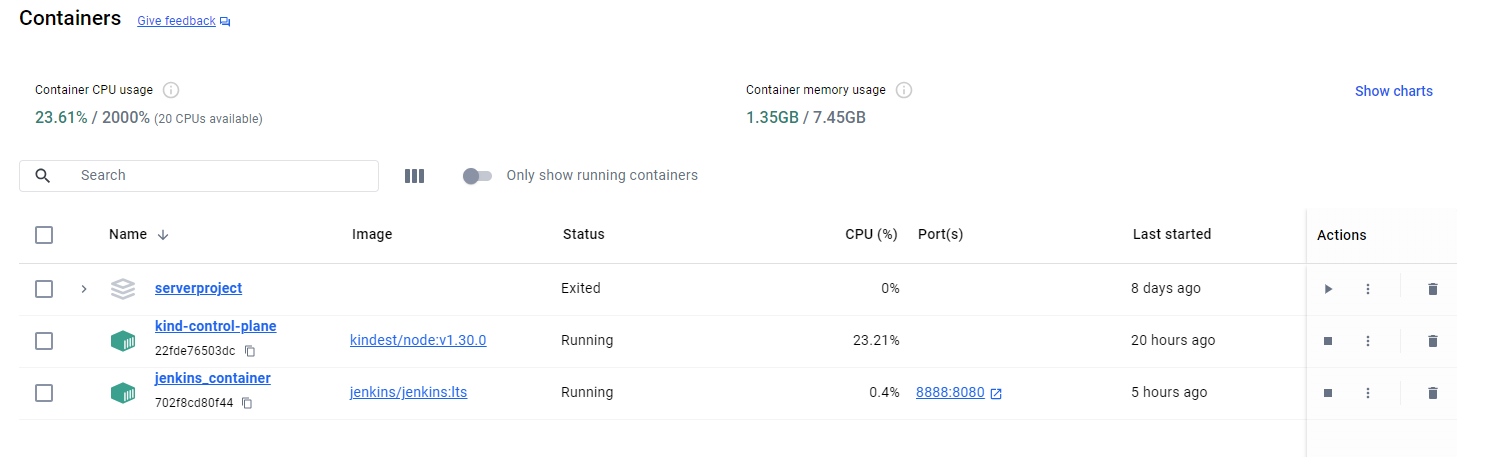 Containers Give feedback
Container CPU usage
23.61% / 2000% (20 CPUs available)
Container memory usage
1.35GB / 7.45GB
Show charts
Search
Only show running containers
Name Image Status CPU (%) Port(s) Last started Actions
serverproject Exited 0% 8 days ago
kind-control-plane
22fde76503dc
kindest/node:v1.30.0 Running 23.21% 20 hours ago
jenkins_container
702f8cd80f44
jenkins/jenkins:lts Running 0.4% 8888:8080 5 hours ago